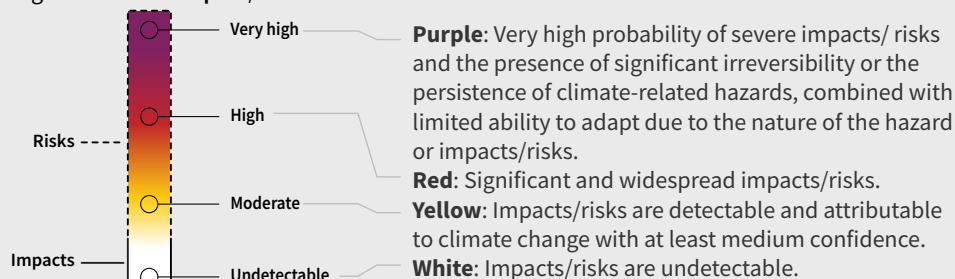 Very high
Purple: Very high probability of severe impacts/ risks
and the presence of significant irreversibility or the
persistence of climate-related hazards, combined with
limited ability to adapt due to the nature of the hazard
or impacts/risks.
High
Risks
Red: Significant and widespread impacts/risks.
Moderate
Yellow: Impacts/risks are detectable and attributable
to climate change with at least medium confidence.
Impacts
Undetectable
White: Impacts/risks are undetectable.